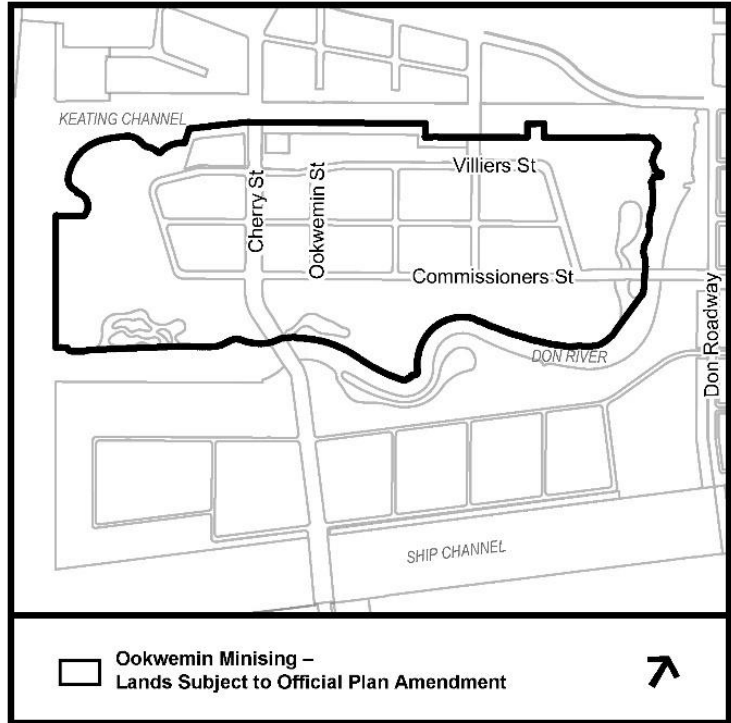 KEATING CHANNEL
Villiers St
Cherry St
Ookwemin St
Commissioners St
DON RIVER
Don Roadway
SHIP CHANNEL
Ookwemin Minising –
Lands Subject to Official Plan Amendment